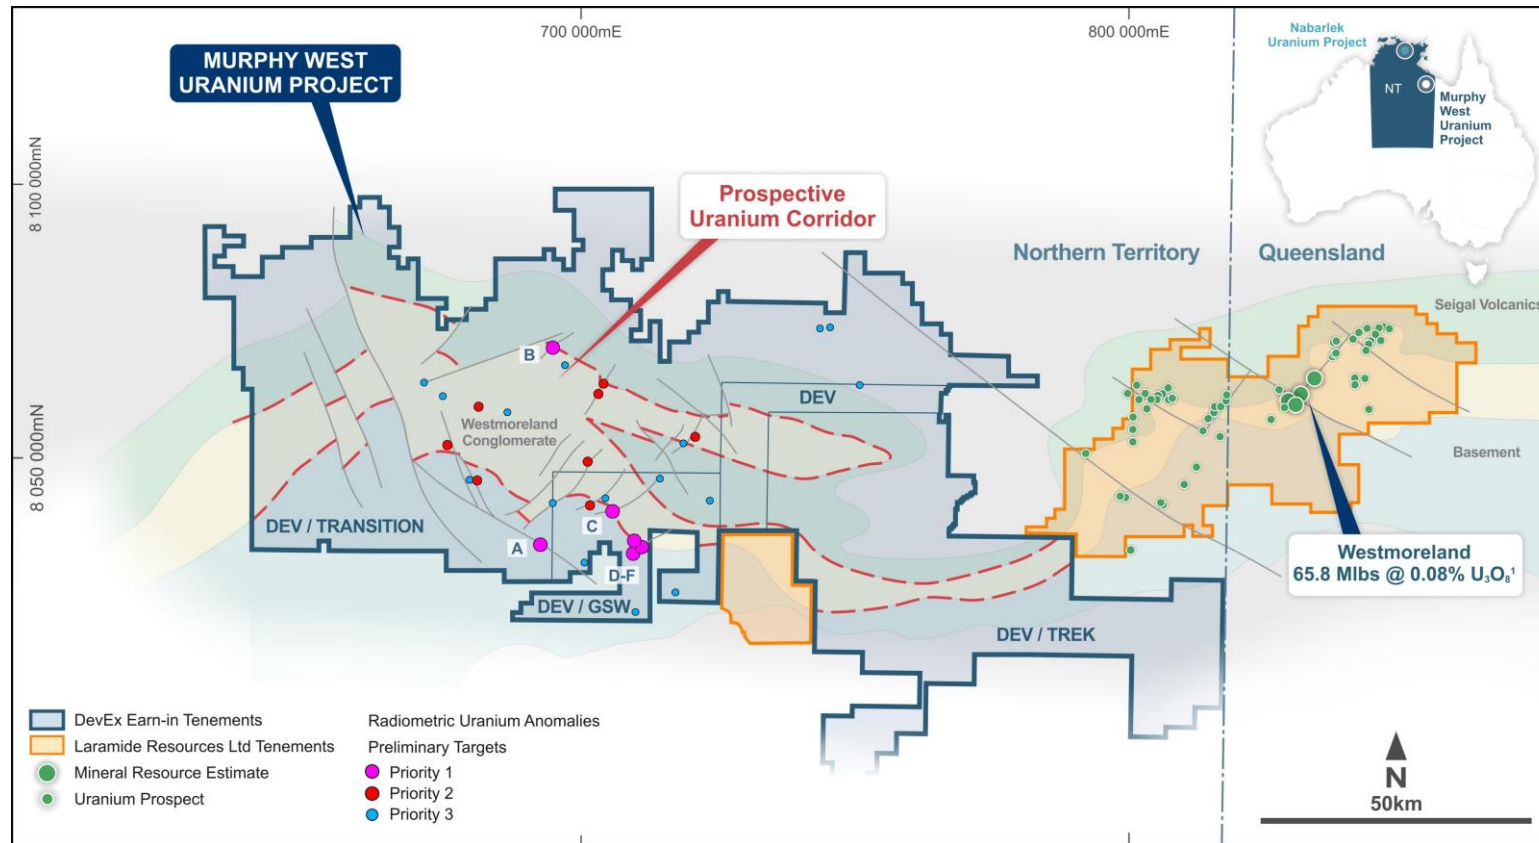 700 000mE
800 000mE
Nabarlek
Uranium Project
NT
Murphy
West
Uranium
Project
MURPHY WEST
URANIUM PROJECT
8 100 000mN
Prospective
Uranium Corridor
Northern Territory
Queensland
Seigal Volcanics
B
DEV
Westmoreland
Conglomerate
Basement
8 050 000mN
DEV / TRANSITION
C
A
D-F
Westmoreland
65.8 Mlbs @ 0.08% U₃O₈¹
DEV / GSW
DEV / TREK
DevEx Earn-in Tenements
Laramide Resources Ltd Tenements
Mineral Resource Estimate
Uranium Prospect
Radiometric Uranium Anomalies
Preliminary Targets
Priority 1
Priority 2
Priority 3
N
50km